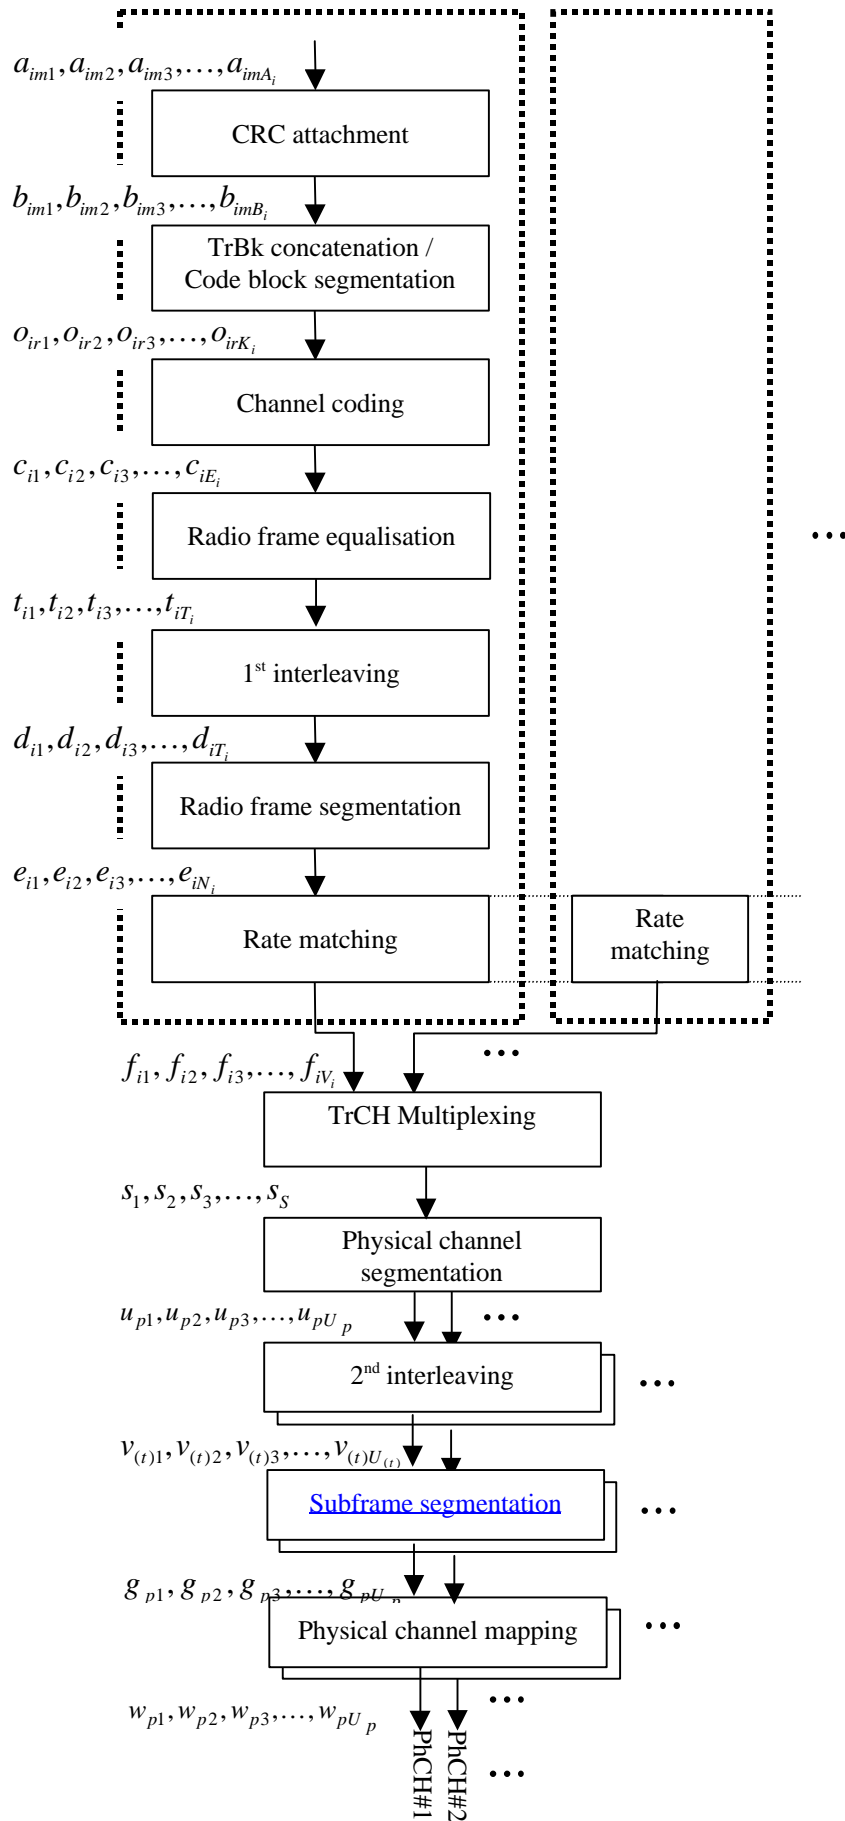 a_{im1}, a_{im2}, a_{im3}, …, a_{imA_i}
CRC attachment
b_{im1}, b_{im2}, b_{im3}, …, b_{imB_i}
TrBk concatenation /
Code block segmentation
o_{ir1}, o_{ir2}, o_{ir3}, …, o_{irK_i}
Channel coding
c_{i1}, c_{i2}, c_{i3}, …, c_{iE_i}
Radio frame equalisation
…
t_{i1}, t_{i2}, t_{i3}, …, t_{iT_i}
1st interleaving
d_{i1}, d_{i2}, d_{i3}, …, d_{iT_i}
Radio frame segmentation
e_{i1}, e_{i2}, e_{i3}, …, e_{iN_i}
Rate matching
Rate
matching
…
f_{i1}, f_{i2}, f_{i3}, …, f_{iV_i}
TrCH Multiplexing
s_1, s_2, s_3, …, s_S
Physical channel
segmentation
u_{p1}, u_{p2}, u_{p3}, …, u_{pU_p}
…
2nd interleaving
…
v_{(t)1}, v_{(t)2}, v_{(t)3}, …, v_{(t)U_{(t)}}
Subframe segmentation
…
g_{p1}, g_{p2}, g_{p3}, …, g_{pU_p}
Physical channel mapping
…
w_{p1}, w_{p2}, w_{p3}, …, w_{pU_p}
…
PhCH#1
PhCH#2
…